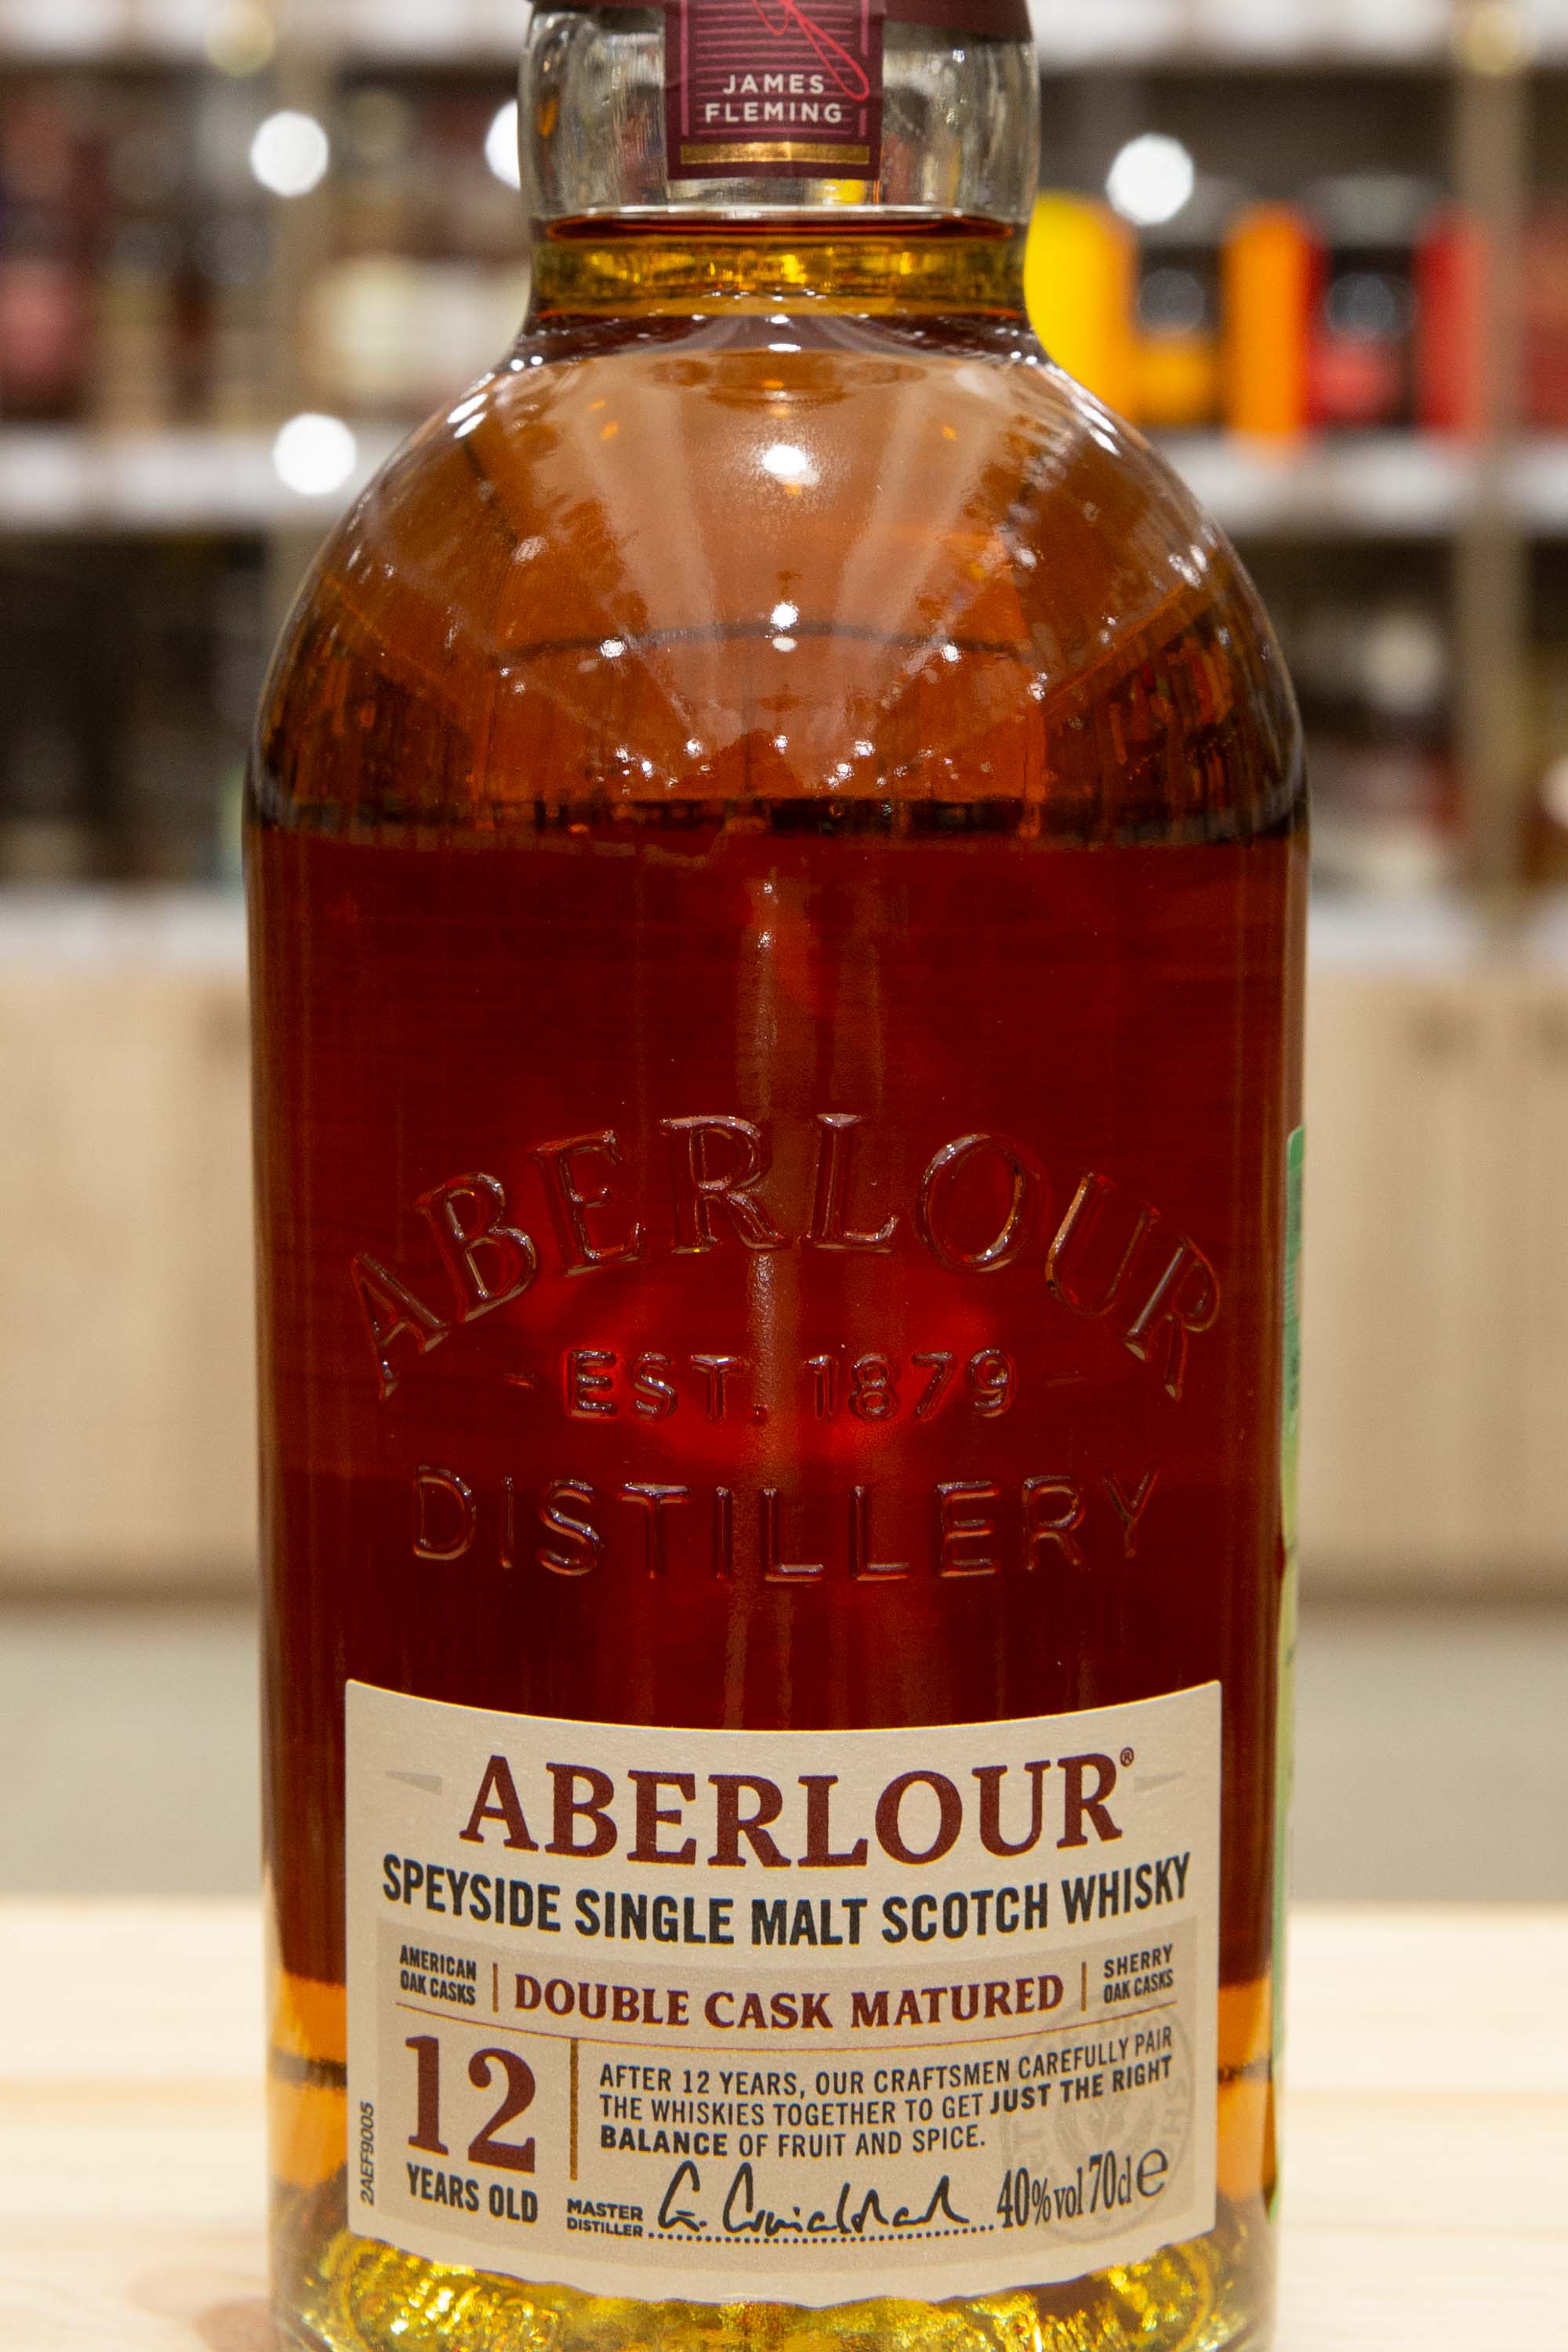 JAMES
FLEMING
ABERLOUR
EST. 1879
DISTILLERY
ABERLOUR®
SPEYSIDE SINGLE MALT SCOTCH WHISKY
AMERICAN
OAK CASKS
DOUBLE CASK MATURED
SHERRY
OAK CASKS
12
YEARS OLD
AFTER 12 YEARS, OUR CRAFTSMEN CAREFULLY PAIR
THE WHISKIES TOGETHER TO GET JUST THE RIGHT
BALANCE OF FRUIT AND SPICE.
MASTER
DISTILLER
40%vol 70cl e
2AEF9005